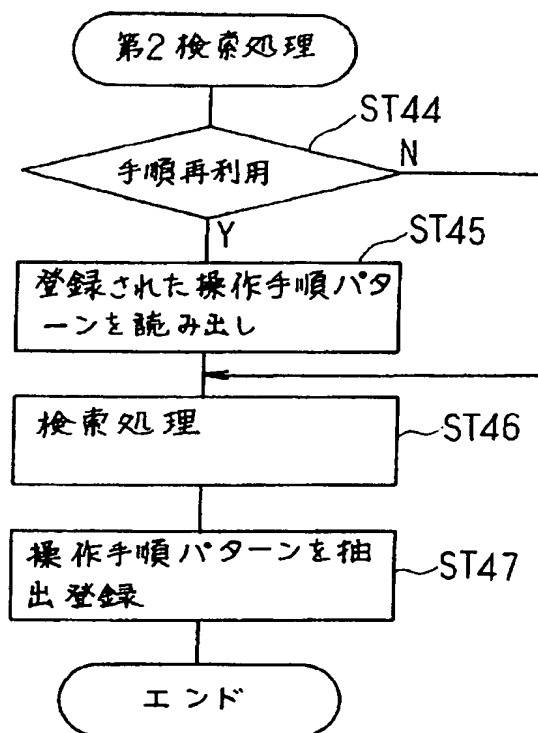 第2検索処理
ST44
手順再利用
N
Y
ST45
登録された操作手順パタ
ーンを読み出し
検索処理
ST46
操作手順パターンを抽
出登録
ST47
エンド